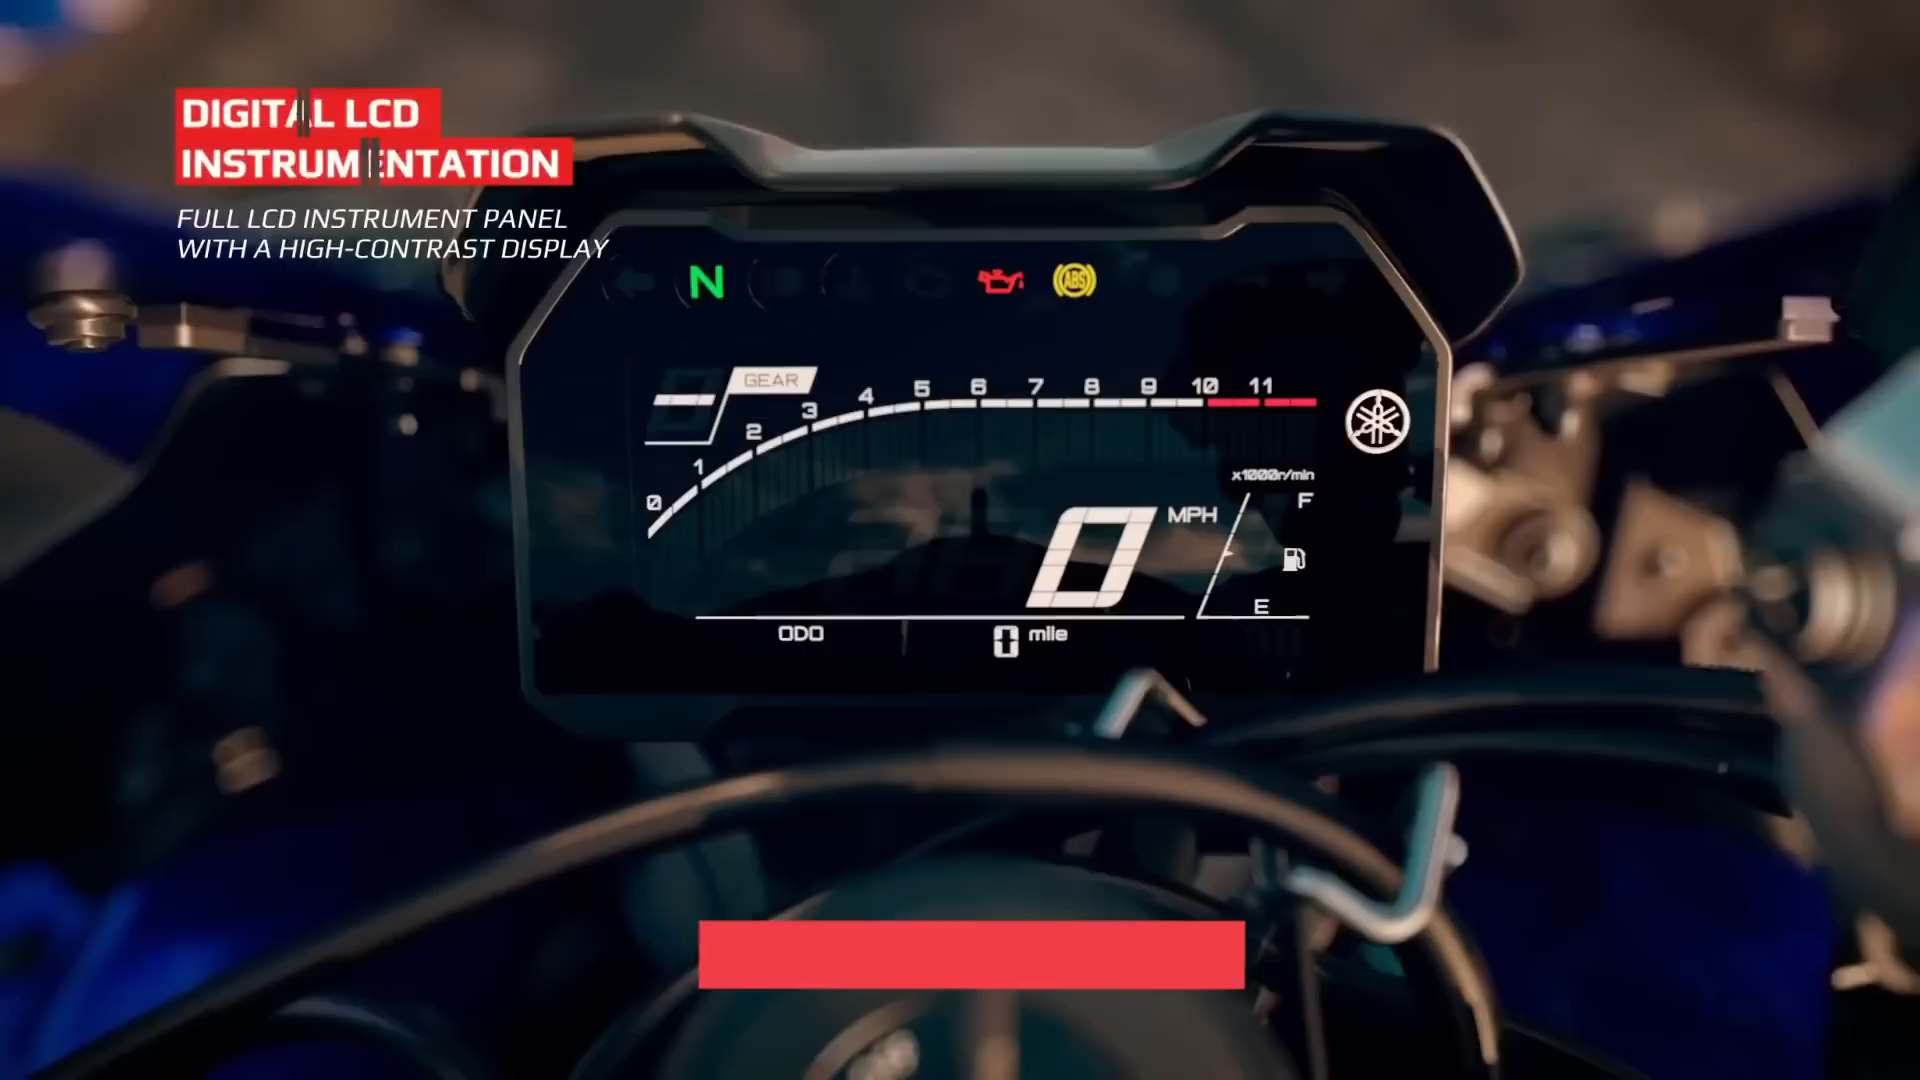 DIGITAL LCD
INSTRUMENTATION
FULL LCD INSTRUMENT PANEL
WITH A HIGH-CONTRAST DISPLAY
N
ABS
GEAR
0 1 2 3 4 5 6 7 8 9 10 11
x1000r/min
F
0 MPH
E
ODO 0 mile